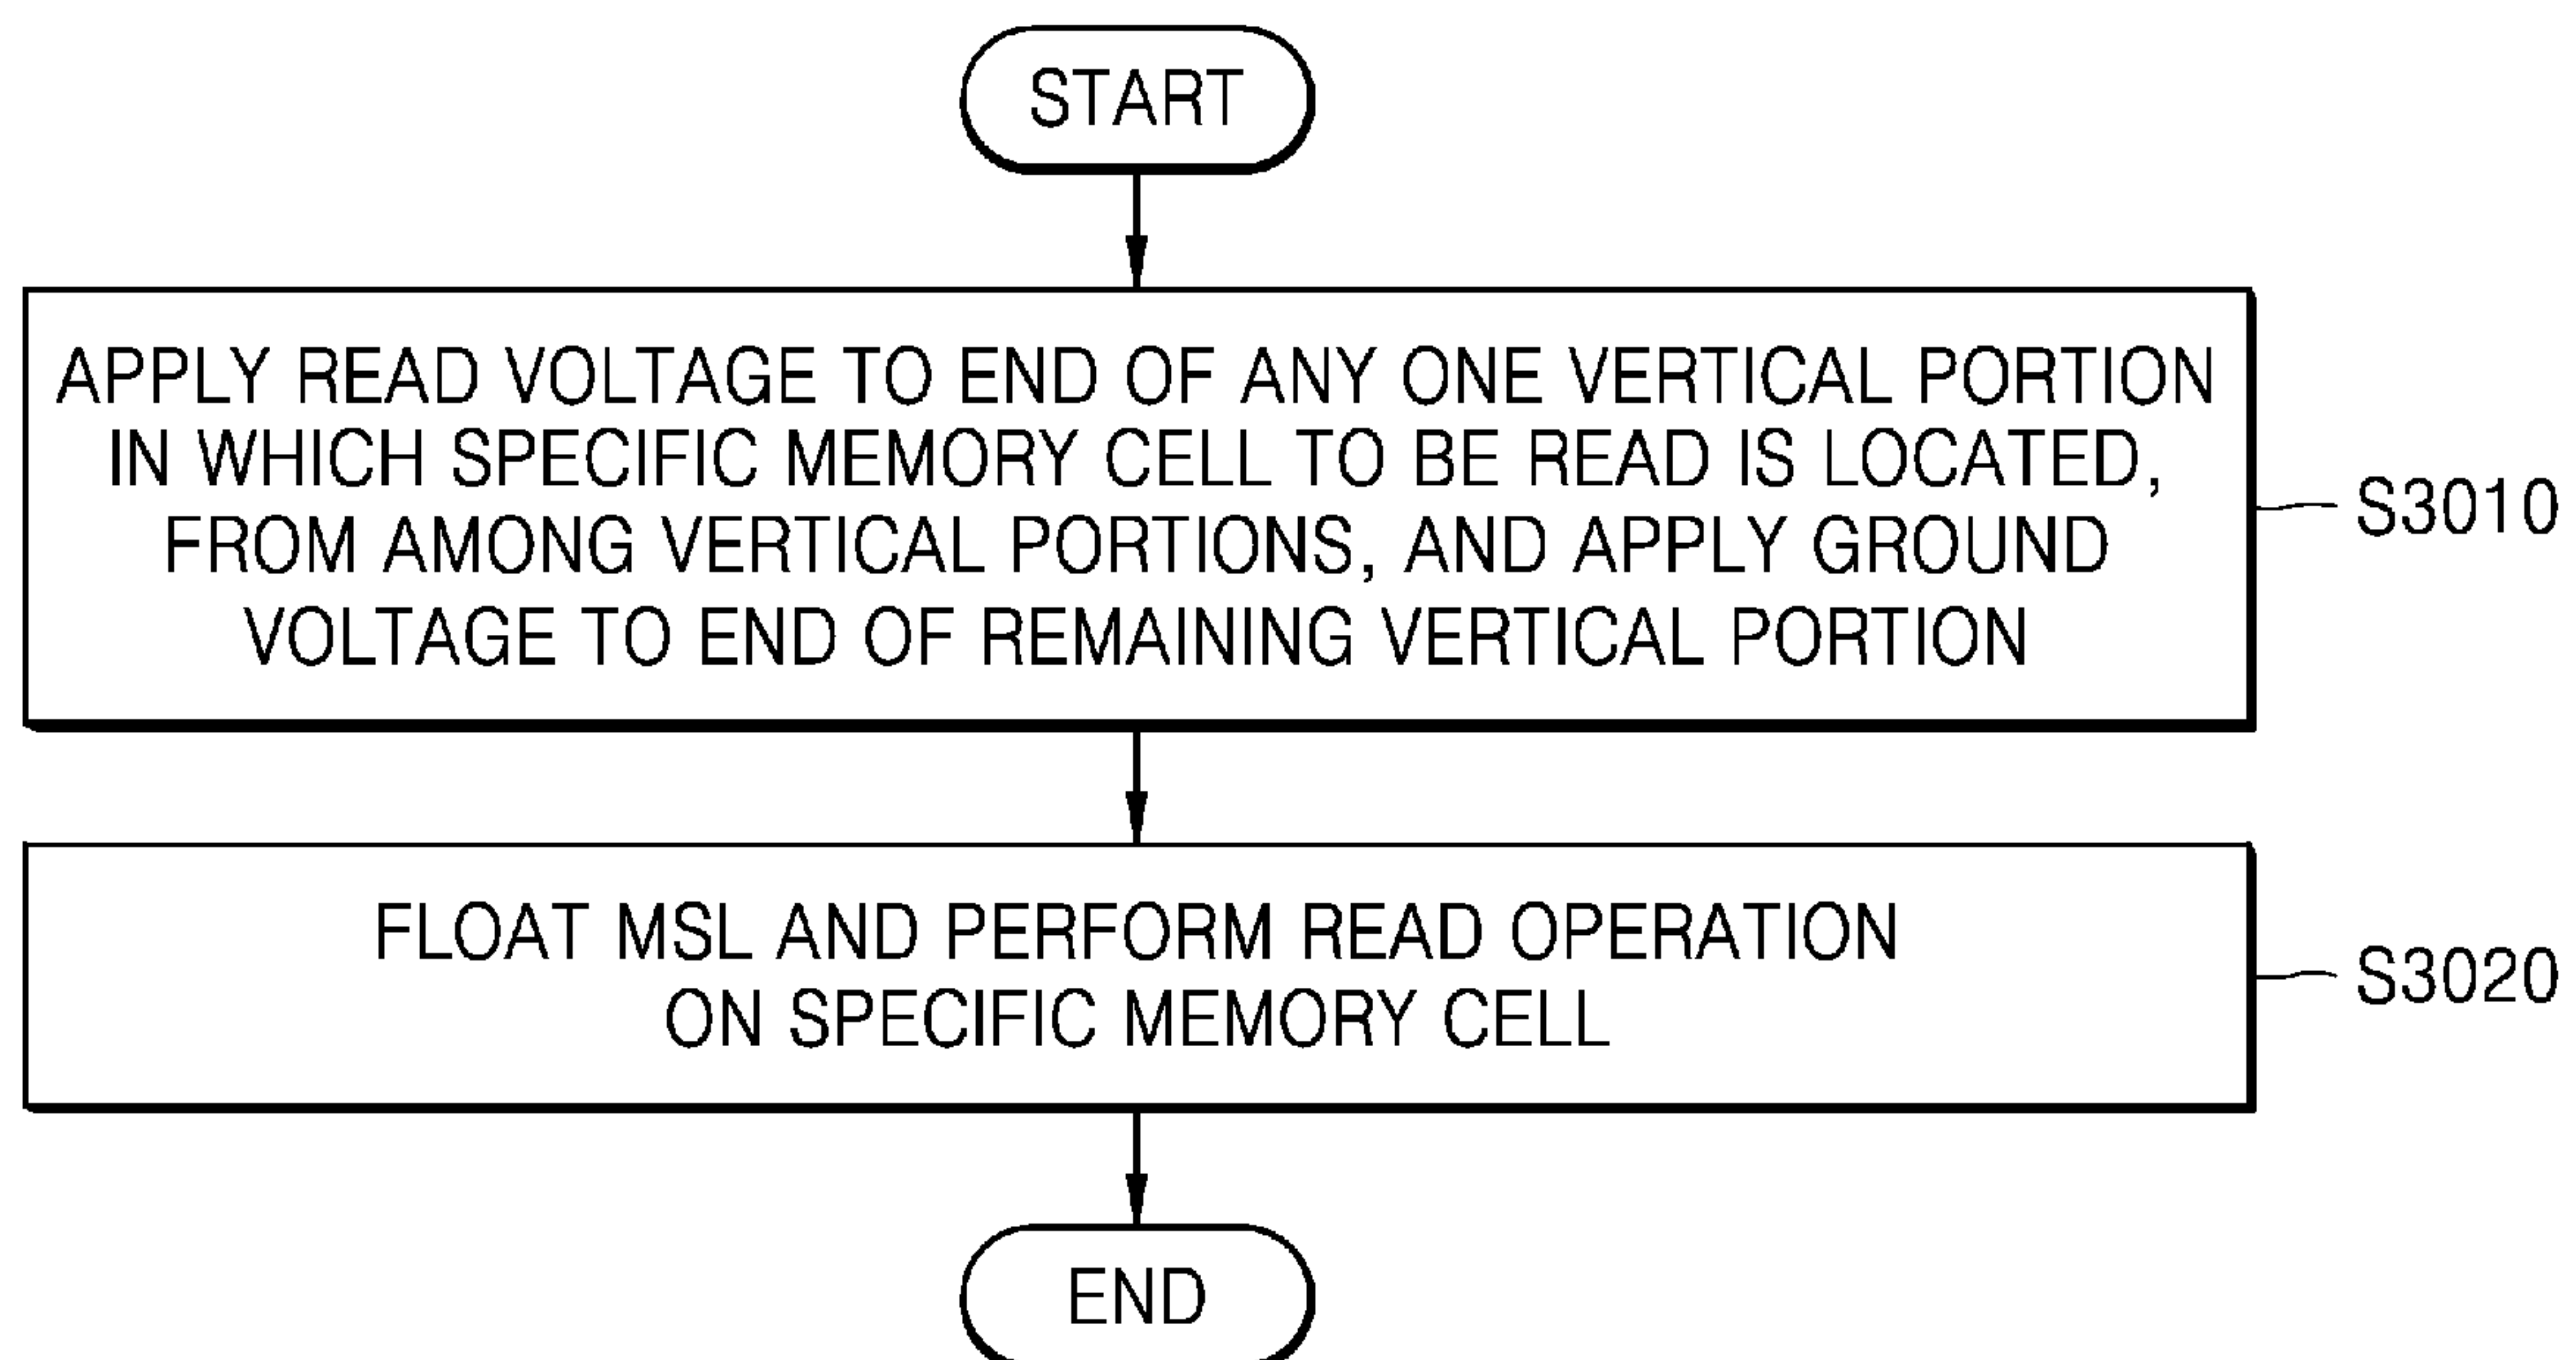 START
APPLY READ VOLTAGE TO END OF ANY ONE VERTICAL PORTION
IN WHICH SPECIFIC MEMORY CELL TO BE READ IS LOCATED,
FROM AMONG VERTICAL PORTIONS, AND APPLY GROUND
VOLTAGE TO END OF REMAINING VERTICAL PORTION
S3010
FLOAT MSL AND PERFORM READ OPERATION
ON SPECIFIC MEMORY CELL
S3020
END